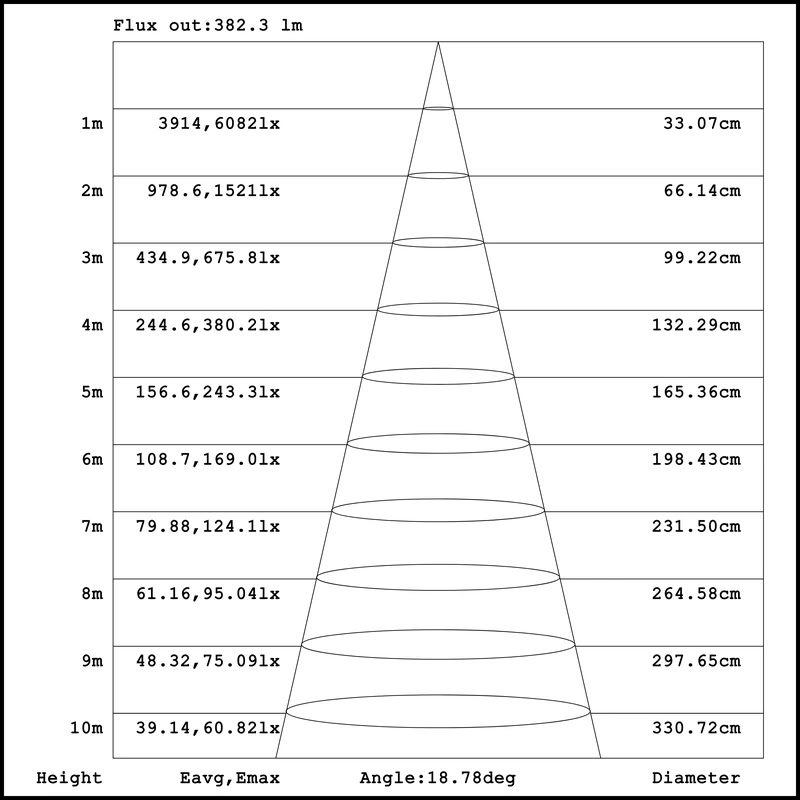 Flux out:382.3 lm
1m 3914,6082lx 33.07cm
2m 978.6,1521lx 66.14cm
3m 434.9,675.8lx 99.22cm
4m 244.6,380.2lx 132.29cm
5m 156.6,243.3lx 165.36cm
6m 108.7,169.0lx 198.43cm
7m 79.88,124.1lx 231.50cm
8m 61.16,95.04lx 264.58cm
9m 48.32,75.09lx 297.65cm
10m 39.14,60.82lx 330.72cm
Height Eavg,Emax Angle:18.78deg Diameter